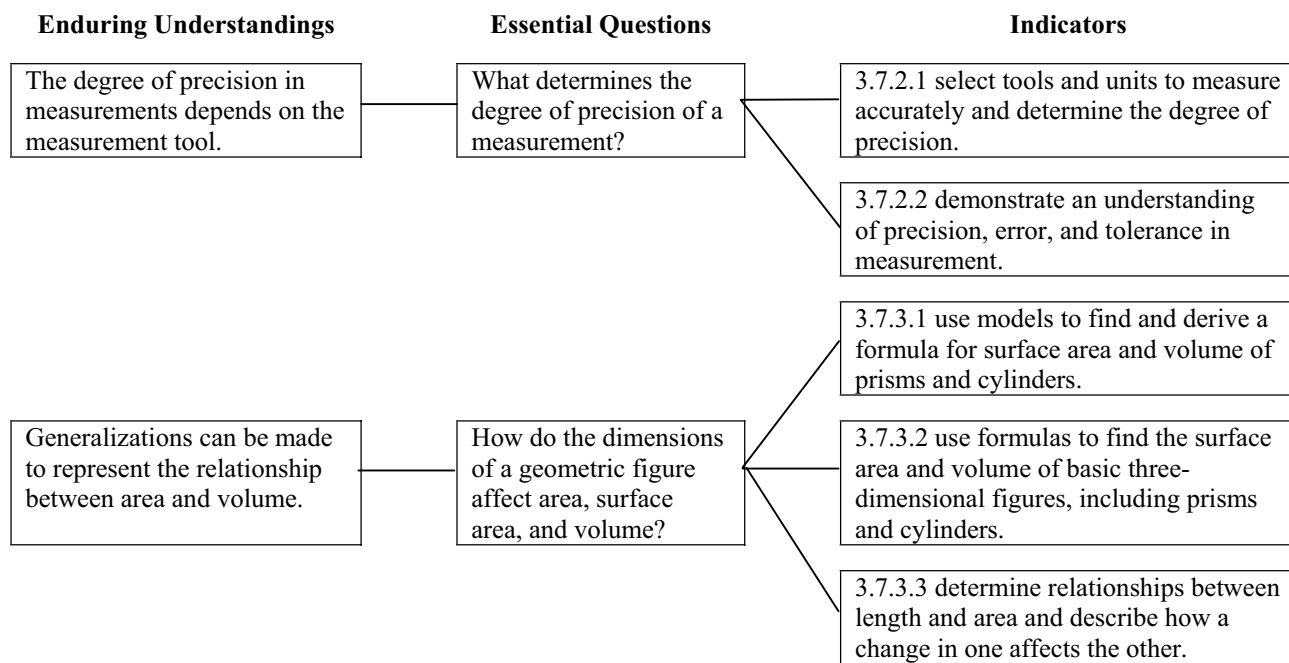 Enduring Understandings
Essential Questions
Indicators
The degree of precision in
measurements depends on the
measurement tool.
What determines the
degree of precision of a
measurement?
3.7.2.1 select tools and units to measure
accurately and determine the degree of
precision.
3.7.2.2 demonstrate an understanding
of precision, error, and tolerance in
measurement.
Generalizations can be made
to represent the relationship
between area and volume.
How do the dimensions
of a geometric figure
affect area, surface
area, and volume?
3.7.3.1 use models to find and derive a
formula for surface area and volume of
prisms and cylinders.
3.7.3.2 use formulas to find the surface
area and volume of basic three-
dimensional figures, including prisms
and cylinders.
3.7.3.3 determine relationships between
length and area and describe how a
change in one affects the other.